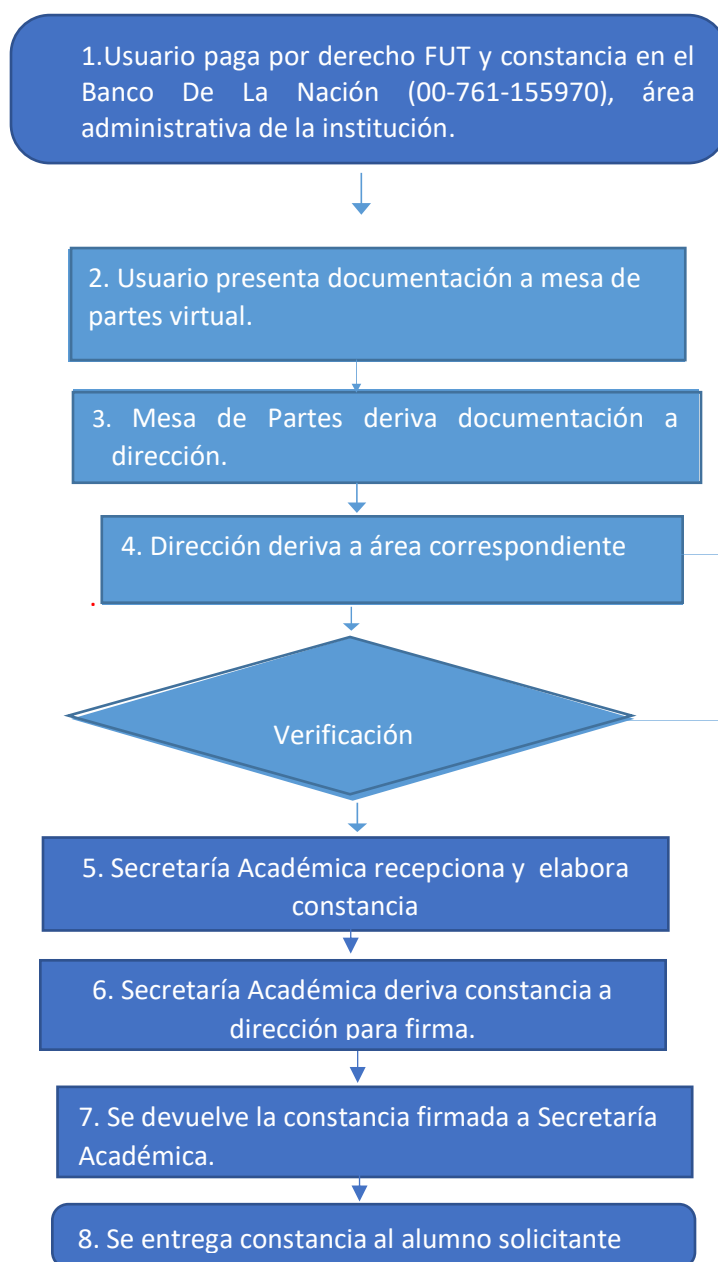 1.Usuario paga por derecho FUT y constancia en el
Banco De La Nación (00-761-155970), área
administrativa de la institución.
2. Usuario presenta documentación a mesa de
partes virtual.
3. Mesa de Partes deriva documentación a
dirección.
4. Dirección deriva a área correspondiente
.
Verificación
5. Secretaría Académica recepciona y elabora
constancia
6. Secretaría Académica deriva constancia a
dirección para firma.
7. Se devuelve la constancia firmada a Secretaría
Académica.
8. Se entrega constancia al alumno solicitante